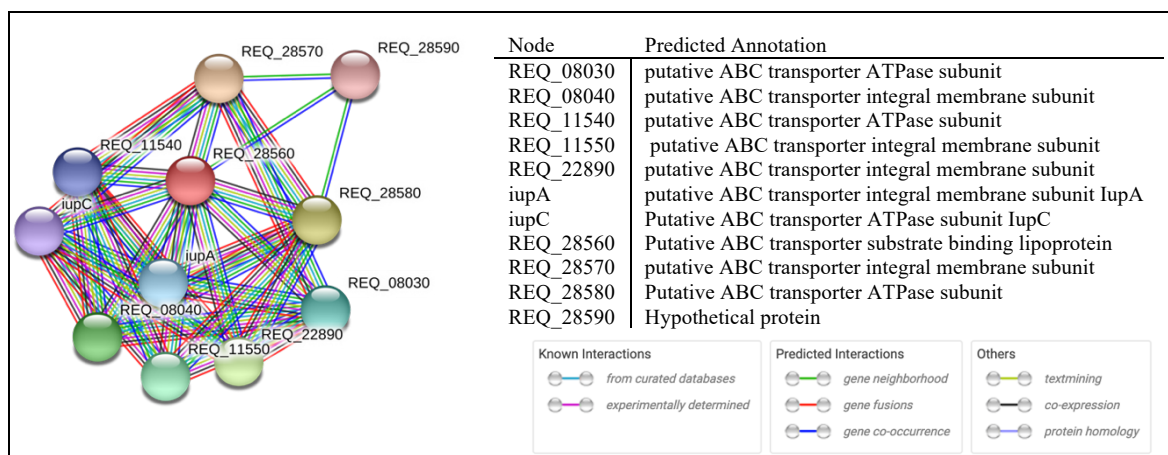 REQ_28570
REQ_28590
REQ_11540
REQ_28560
iupC
REQ_28580
iupA
REQ_08030
REQ_08040
REQ_22890
REQ_11550
Node Predicted Annotation
REQ_08030 putative ABC transporter ATPase subunit
REQ_08040 putative ABC transporter integral membrane subunit
REQ_11540 putative ABC transporter ATPase subunit
REQ_11550 putative ABC transporter integral membrane subunit
REQ_22890 putative ABC transporter integral membrane subunit
iupA putative ABC transporter integral membrane subunit IupA
iupC Putative ABC transporter ATPase subunit IupC
REQ_28560 Putative ABC transporter substrate binding lipoprotein
REQ_28570 putative ABC transporter integral membrane subunit
REQ_28580 Putative ABC transporter ATPase subunit
REQ_28590 Hypothetical protein
Known Interactions
from curated databases
experimentally determined
Predicted Interactions
gene neighborhood
gene fusions
gene co-occurrence
Others
textmining
co-expression
protein homology